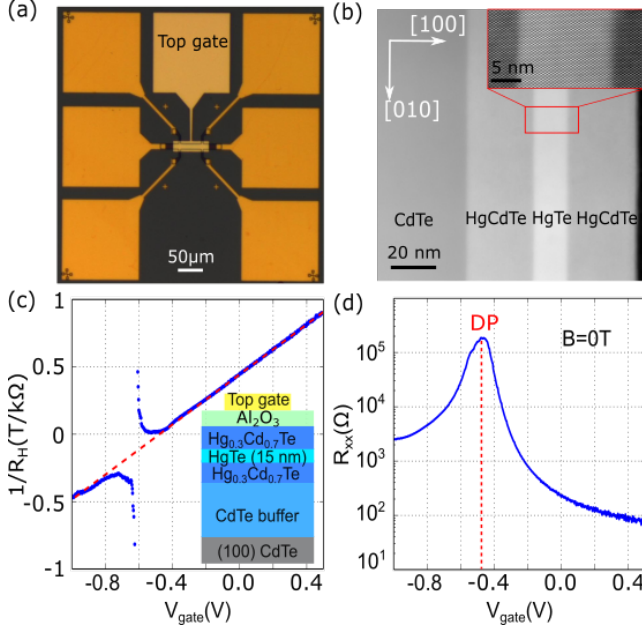 (a)
Top gate
50μm
(b)
[100]
[010]
5 nm
CdTe
HgCdTe
HgTe
HgCdTe
20 nm
(c)
1
0.5
0
-0.5
-1
1/R_H(T/kΩ)
Top gate
Al₂O₃
Hg₀.₃Cd₀.₇Te
HgTe (15 nm)
Hg₀.₃Cd₀.₇Te
CdTe buffer
(100) CdTe
-0.8 -0.4 0.0 0.4
V_gate(V)
(d)
DP
B=0T
10⁵
10⁴
10³
10²
10¹
R_xx(Ω)
-0.8 -0.4 0.0 0.4
V_gate(V)